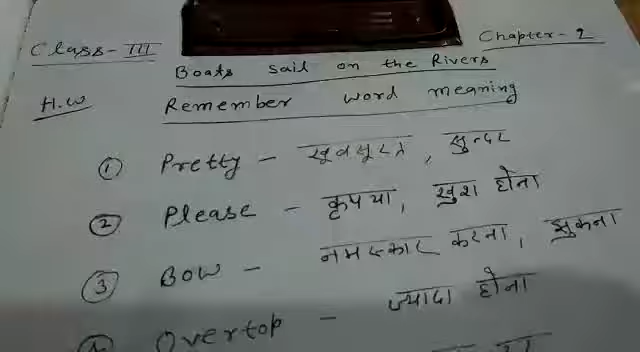 Class- III
Chapter- 2
Boats sail on the Rivers
H.W
Remember word meaning
① Pretty - खूबसूरत, सुन्दर
② Please - कृपया, खुश होना
③ Bow - नमस्कार करना, झुकना
Overtop - ज्यादा होना